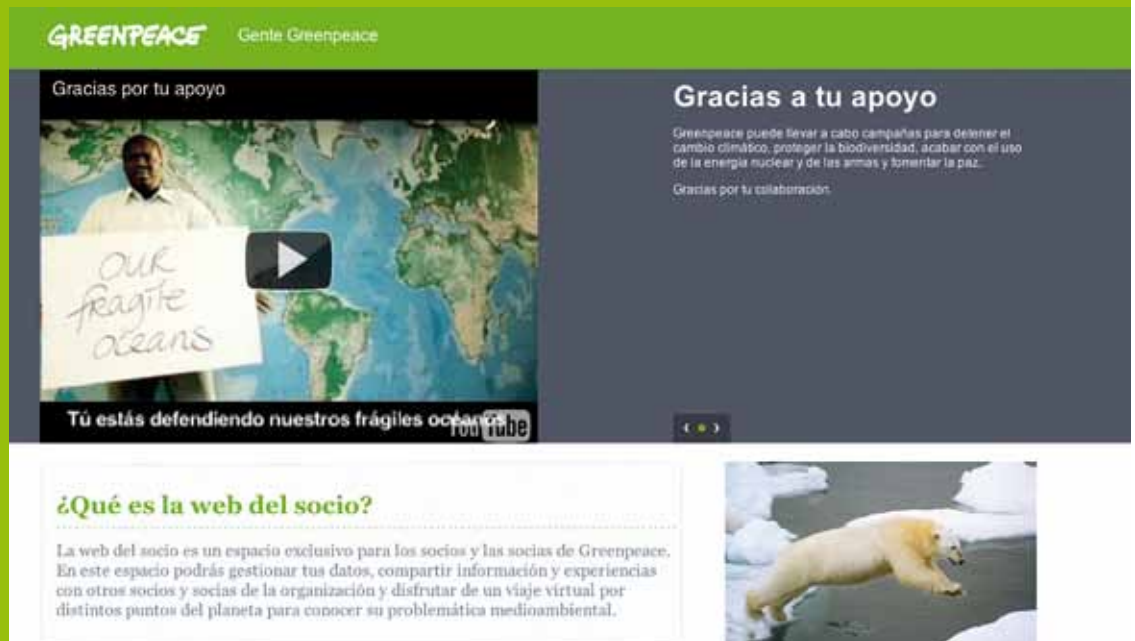 GREENPEACE
Gente Greenpeace
Gracias por tu apoyo
OUR
fragile
oceans
Tú estás defendiendo nuestros frágiles océanos
YouTube
Gracias a tu apoyo
Greenpeace puede llevar a cabo campañas para detener el
cambio climático, proteger la biodiversidad, acabar con el uso
de la energía nuclear y de las armas y fomentar la paz.
Gracias por tu colaboración.
¿Qué es la web del socio?
La web del socio es un espacio exclusivo para los socios y las socias de Greenpeace.
En este espacio podrás gestionar tus datos, compartir información y experiencias
con otros socios y socias de la organización y disfrutar de un viaje virtual por
distintos puntos del planeta para conocer su problemática medioambiental.